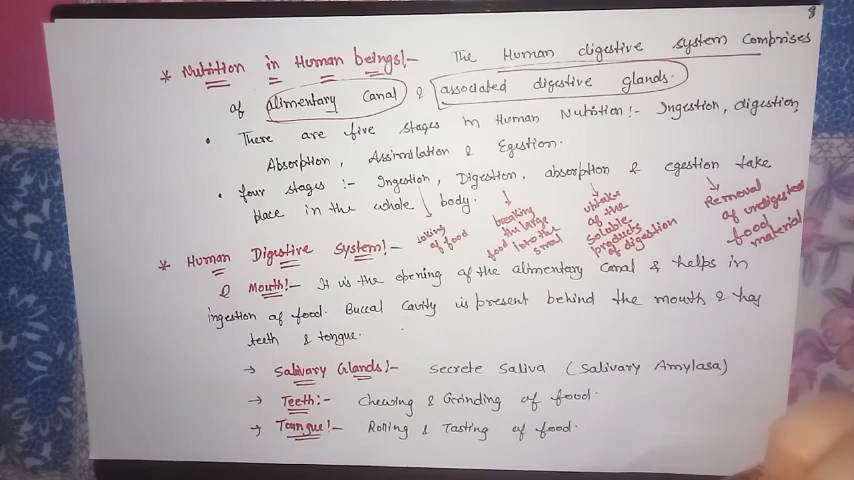 8
* Nutrition in Human beings!- The Human digestive system comprises
of alimentary Canal & associated digestive glands.
• There are five stages in Human Nutrition!- Ingestion, digestion,
Absorption, Assimilation & Egestion.
• four stages :- Ingestion, Digestion, absorption & egestion take
place in the whole body.
taking
of food
breaking
the large
food into the
small
uptake
of the
soluble
products
of digestion
Removal
of undigested
food
material
* Human Digestive System!-
& Mouth!- It is the opening of the alimentary Canal & helps in
ingestion of food. Buccal cavity is present behind the mouth & has
teeth & tongue.
→ Salivary Glands!- Secrete Saliva (Salivary Amylasa)
→ Teeth:- Chewing & Grinding of food.
→ Toungue!- Rolling & Tasting of food.